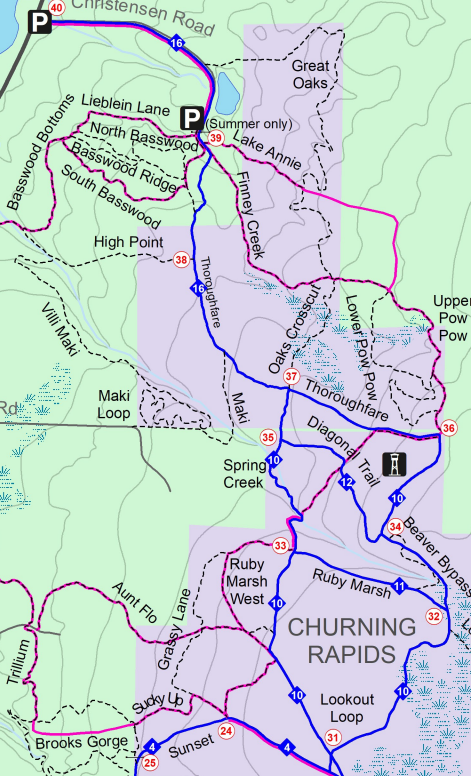 40
Christensen Road
P
16
Great
Oaks
Lieblein Lane
P
(Summer only)
North Basswood
39
Lake Annie
Basswood Bottoms
Basswood Ridge
South Basswood
Finney Creek
High Point
38
Thoroughfare
16
Villi Maki
Oaks Crosscut
Lower Pow Pow
Upper
Pow
Pow
37
Thoroughfare
Maki
Loop
Maki
Rd
35
36
Diagonal Trail
10
Spring
Creek
12
10
34
Beaver Bypass
33
Ruby
Marsh
West
Ruby Marsh
11
10
32
Aunt Flo
Grassy Lane
CHURNING
RAPIDS
Trillium
10
10
Sucky Up
Lookout
Loop
24
31
Brooks Gorge
4
Sunset
4
25